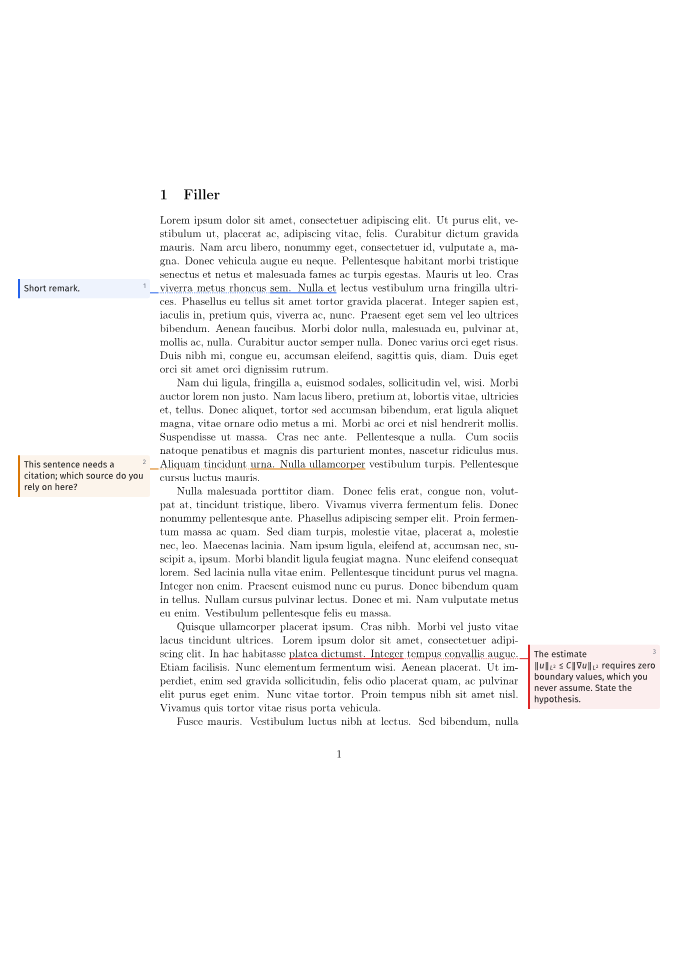 1 Filler
Lorem ipsum dolor sit amet, consectetuer adipiscing elit. Ut purus elit, ve-
stibulum ut, placerat ac, adipiscing vitae, felis. Curabitur dictum gravida
mauris. Nam arcu libero, nonummy eget, consectetuer id, vulputate a, ma-
gna. Donec vehicula augue eu neque. Pellentesque habitant morbi tristique
senectus et netus et malesuada fames ac turpis egestas. Mauris ut leo. Cras
viverra metus rhoncus sem. Nulla et lectus vestibulum urna fringilla ultri-
ces. Phasellus eu tellus sit amet tortor gravida placerat. Integer sapien est,
iaculis in, pretium quis, viverra ac, nunc. Praesent eget sem vel leo ultrices
bibendum. Aenean faucibus. Morbi dolor nulla, malesuada eu, pulvinar at,
mollis ac, nulla. Curabitur auctor semper nulla. Donec varius orci eget risus.
Duis nibh mi, congue eu, accumsan eleifend, sagittis quis, diam. Duis eget
orci sit amet orci dignissim rutrum.
Nam dui ligula, fringilla a, euismod sodales, sollicitudin vel, wisi. Morbi
auctor lorem non justo. Nam lacus libero, pretium at, lobortis vitae, ultricies
et, tellus. Donec aliquet, tortor sed accumsan bibendum, erat ligula aliquet
magna, vitae ornare odio metus a mi. Morbi ac orci et nisl hendrerit mollis.
Suspendisse ut massa. Cras nec ante. Pellentesque a nulla. Cum sociis
natoque penatibus et magnis dis parturient montes, nascetur ridiculus mus.
Aliquam tincidunt urna. Nulla ullamcorper vestibulum turpis. Pellentesque
cursus luctus mauris.
Nulla malesuada porttitor diam. Donec felis erat, congue non, volut-
pat at, tincidunt tristique, libero. Vivamus viverra fermentum felis. Donec
nonummy pellentesque ante. Phasellus adipiscing semper elit. Proin fermen-
tum massa ac quam. Sed diam turpis, molestie vitae, placerat a, molestie
nec, leo. Maecenas lacinia. Nam ipsum ligula, eleifend at, accumsan nec, su-
scipit a, ipsum. Morbi blandit ligula feugiat magna. Nunc eleifend consequat
lorem. Sed lacinia nulla vitae enim. Pellentesque tincidunt purus vel magna.
Integer non enim. Praesent euismod nunc eu purus. Donec bibendum quam
in tellus. Nullam cursus pulvinar lectus. Donec et mi. Nam vulputate metus
eu enim. Vestibulum pellentesque felis eu massa.
Quisque ullamcorper placerat ipsum. Cras nibh. Morbi vel justo vitae
lacus tincidunt ultrices. Lorem ipsum dolor sit amet, consectetuer adipi-
scing elit. In hac habitasse platea dictumst. Integer tempus convallis augue.
Etiam facilisis. Nunc elementum fermentum wisi. Aenean placerat. Ut im-
perdiet, enim sed gravida sollicitudin, felis odio placerat quam, ac pulvinar
elit purus eget enim. Nunc vitae tortor. Proin tempus nibh sit amet nisl.
Vivamus quis tortor vitae risus porta vehicula.
Fusce mauris. Vestibulum luctus nibh at lectus. Sed bibendum, nulla
1
Short remark. 1
This sentence needs a 2
citation; which source do you
rely on here?
The estimate 3
‖u‖L² ≤ C‖∇u‖L² requires zero
boundary values, which you
never assume. State the
hypothesis.